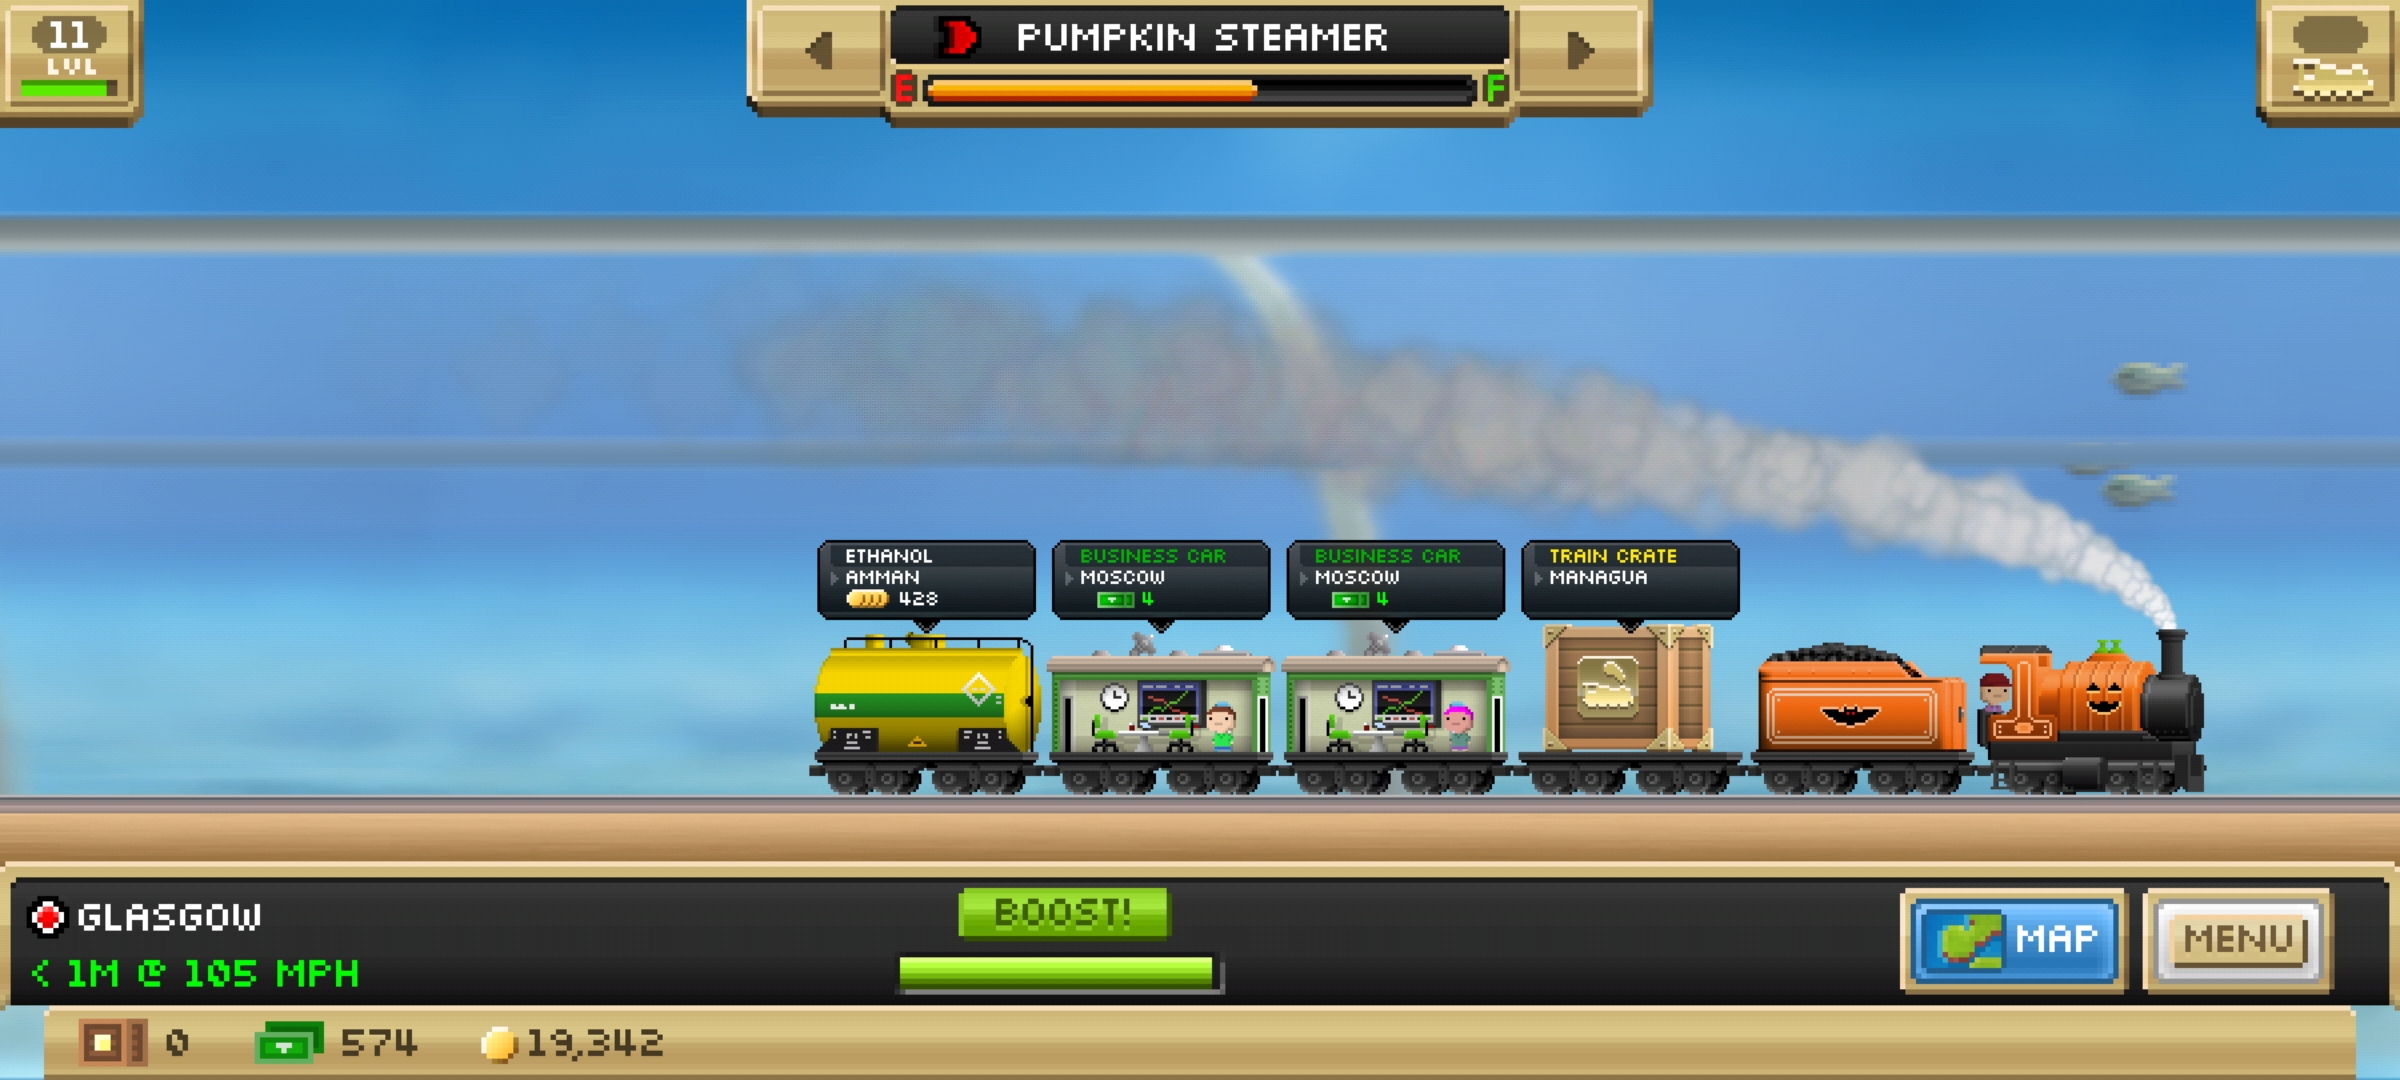 11
LVL
PUMPKIN STEAMER
E F
ETHANOL
AMMAN
428
BUSINESS CAR
MOSCOW
4
BUSINESS CAR
MOSCOW
4
TRAIN CRATE
MANAGUA
GLASGOW
< 1M @ 105 MPH
BOOST!
MAP
MENU
0
574
19,342